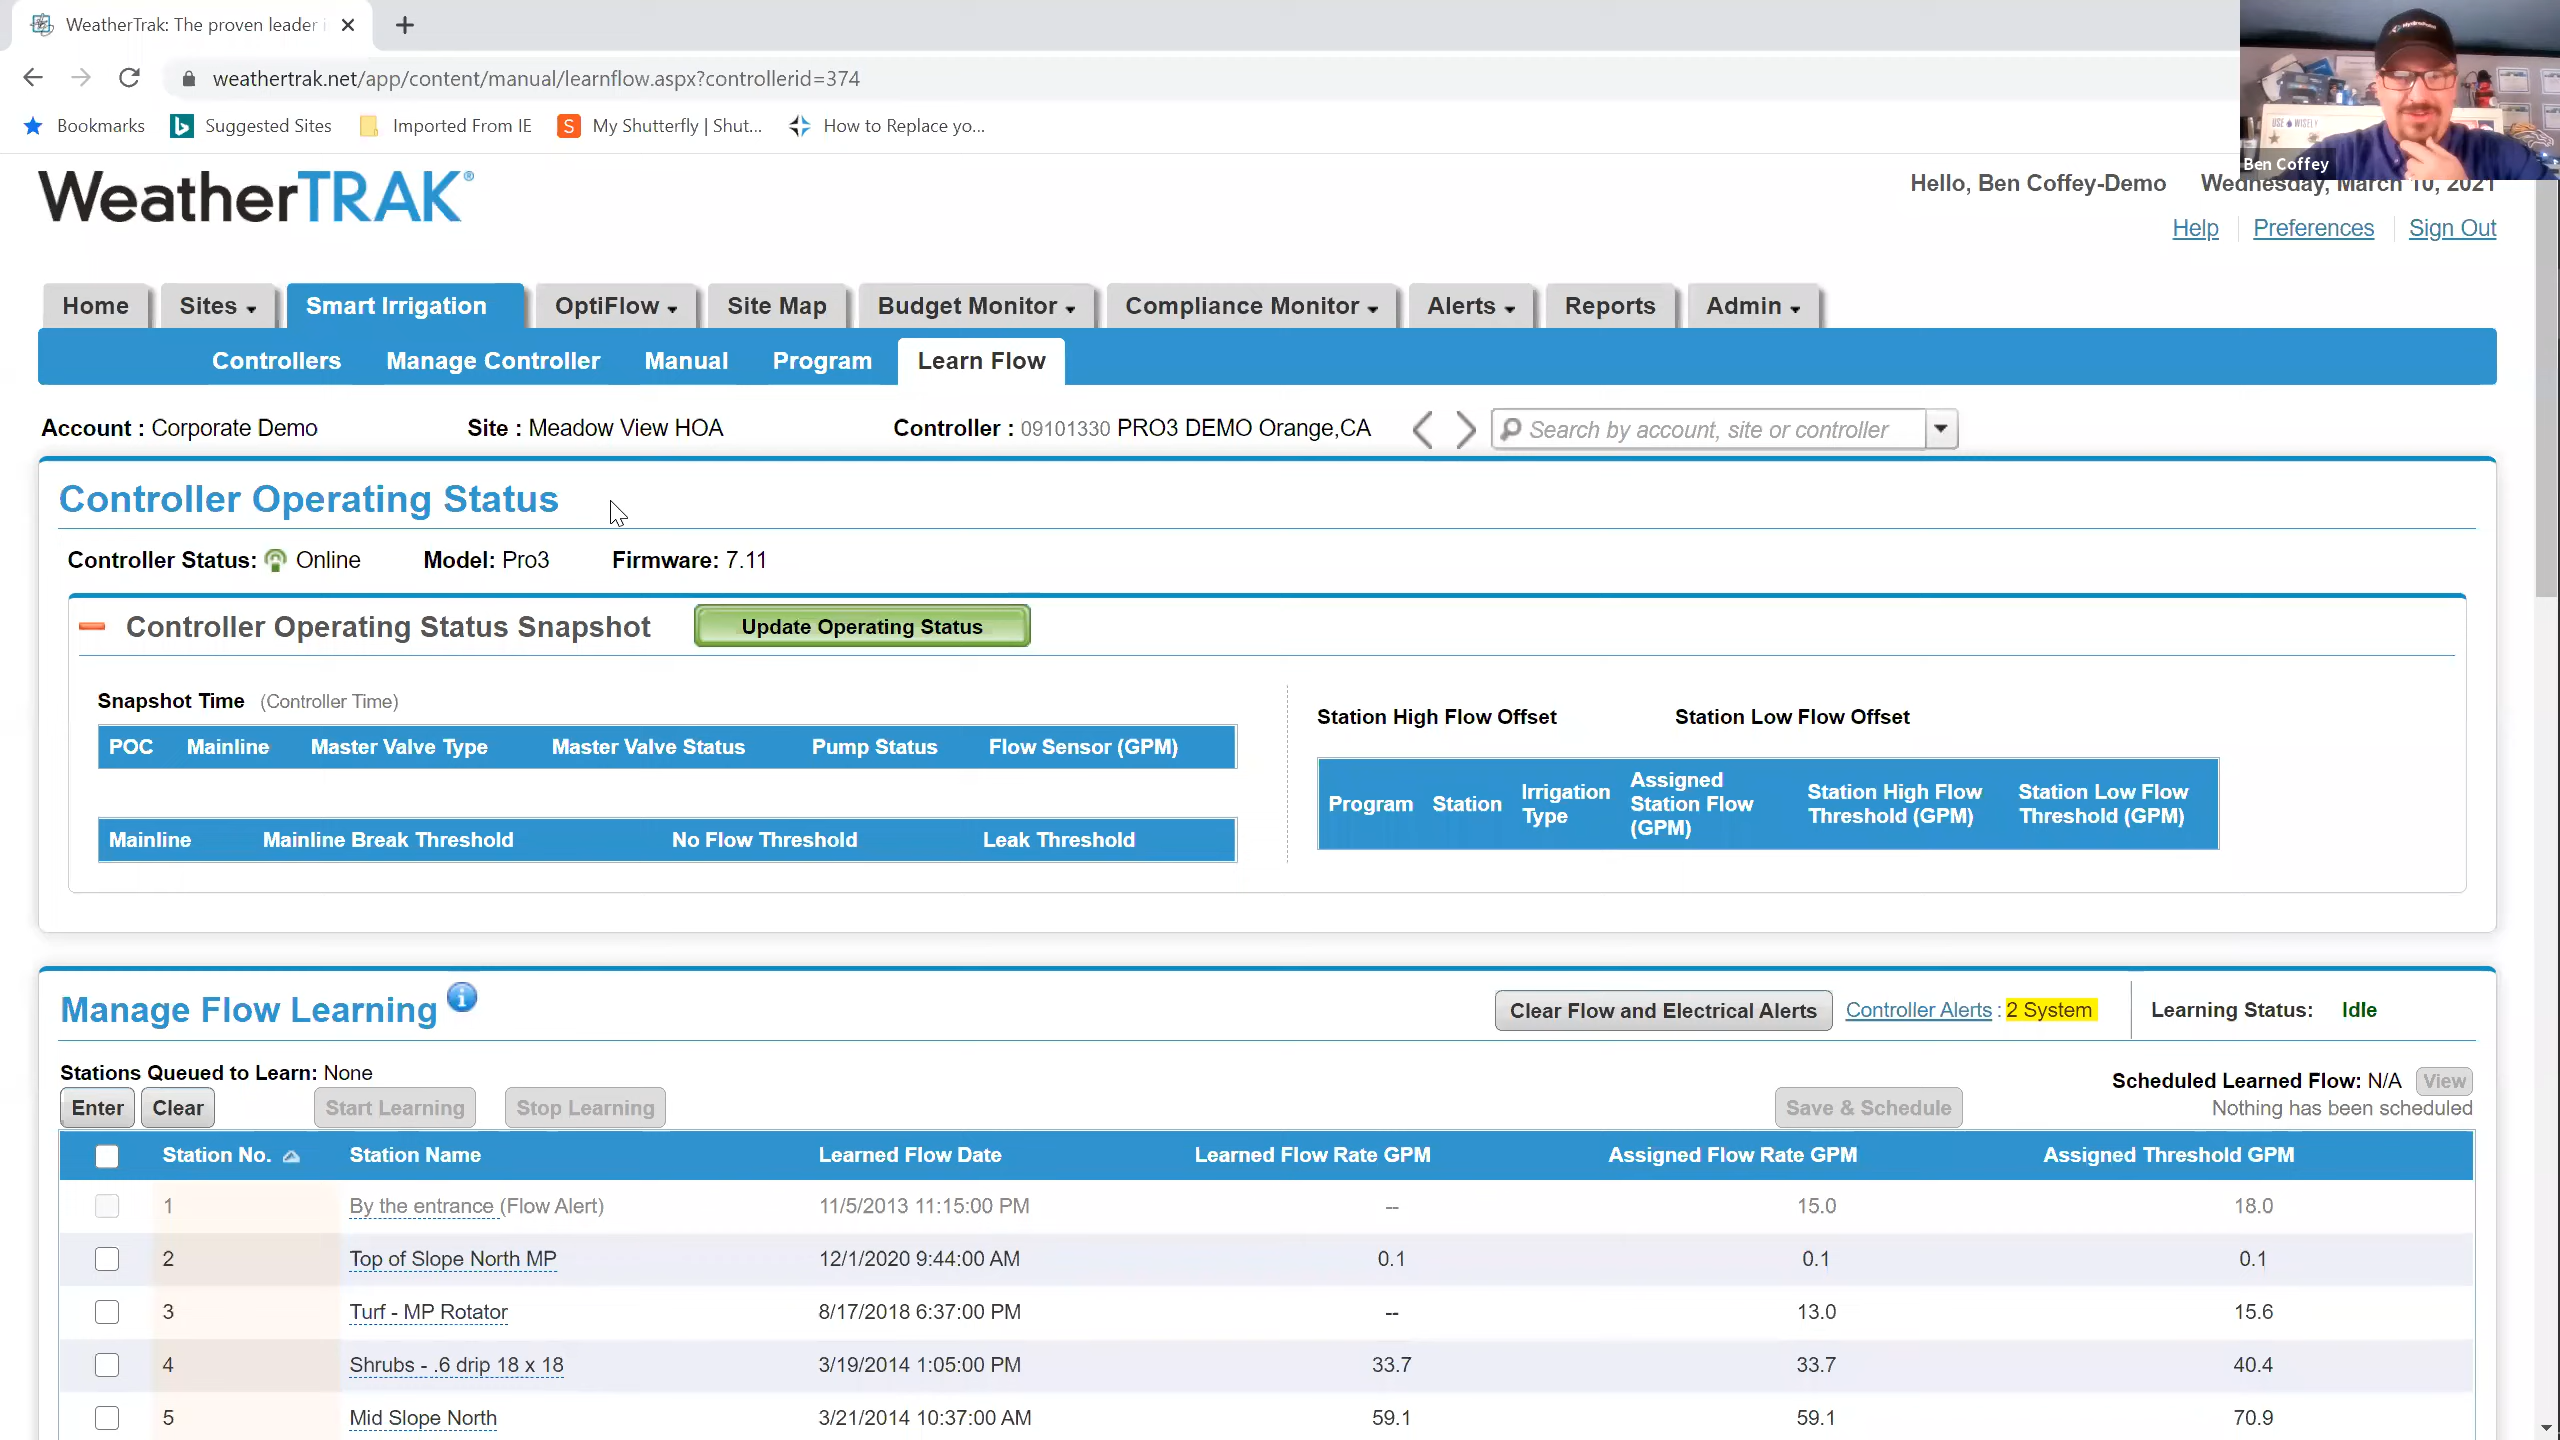 WeatherTrak: The proven leader i
weathertrak.net/app/content/manual/learnflow.aspx?controllerid=374
Bookmarks Suggested Sites Imported From IE My Shutterfly | Shut... How to Replace yo...
USE WISELY
Ben Coffey
WeatherTRAK®
Hello, Ben Coffey-Demo Wednesday, March 10, 2021
Help Preferences Sign Out
Home Sites Smart Irrigation OptiFlow Site Map Budget Monitor Compliance Monitor Alerts Reports Admin
Controllers Manage Controller Manual Program Learn Flow
Account : Corporate Demo Site : Meadow View HOA Controller : 09101330 PRO3 DEMO Orange,CA Search by account, site or controller
Controller Operating Status
Controller Status: Online Model: Pro3 Firmware: 7.11
Controller Operating Status Snapshot Update Operating Status
Snapshot Time (Controller Time)
POC Mainline Master Valve Type Master Valve Status Pump Status Flow Sensor (GPM)
Mainline Mainline Break Threshold No Flow Threshold Leak Threshold
Station High Flow Offset Station Low Flow Offset
Program Station Irrigation Type Assigned Station Flow (GPM) Station High Flow Threshold (GPM) Station Low Flow Threshold (GPM)
Manage Flow Learning Clear Flow and Electrical Alerts Controller Alerts : 2 System Learning Status: Idle
Stations Queued to Learn: None Scheduled Learned Flow: N/A View
Enter Clear Start Learning Stop Learning Save & Schedule Nothing has been scheduled
Station No. Station Name Learned Flow Date Learned Flow Rate GPM Assigned Flow Rate GPM Assigned Threshold GPM
1 By the entrance (Flow Alert) 11/5/2013 11:15:00 PM -- 15.0 18.0
2 Top of Slope North MP 12/1/2020 9:44:00 AM 0.1 0.1 0.1
3 Turf - MP Rotator 8/17/2018 6:37:00 PM -- 13.0 15.6
4 Shrubs - .6 drip 18 x 18 3/19/2014 1:05:00 PM 33.7 33.7 40.4
5 Mid Slope North 3/21/2014 10:37:00 AM 59.1 59.1 70.9